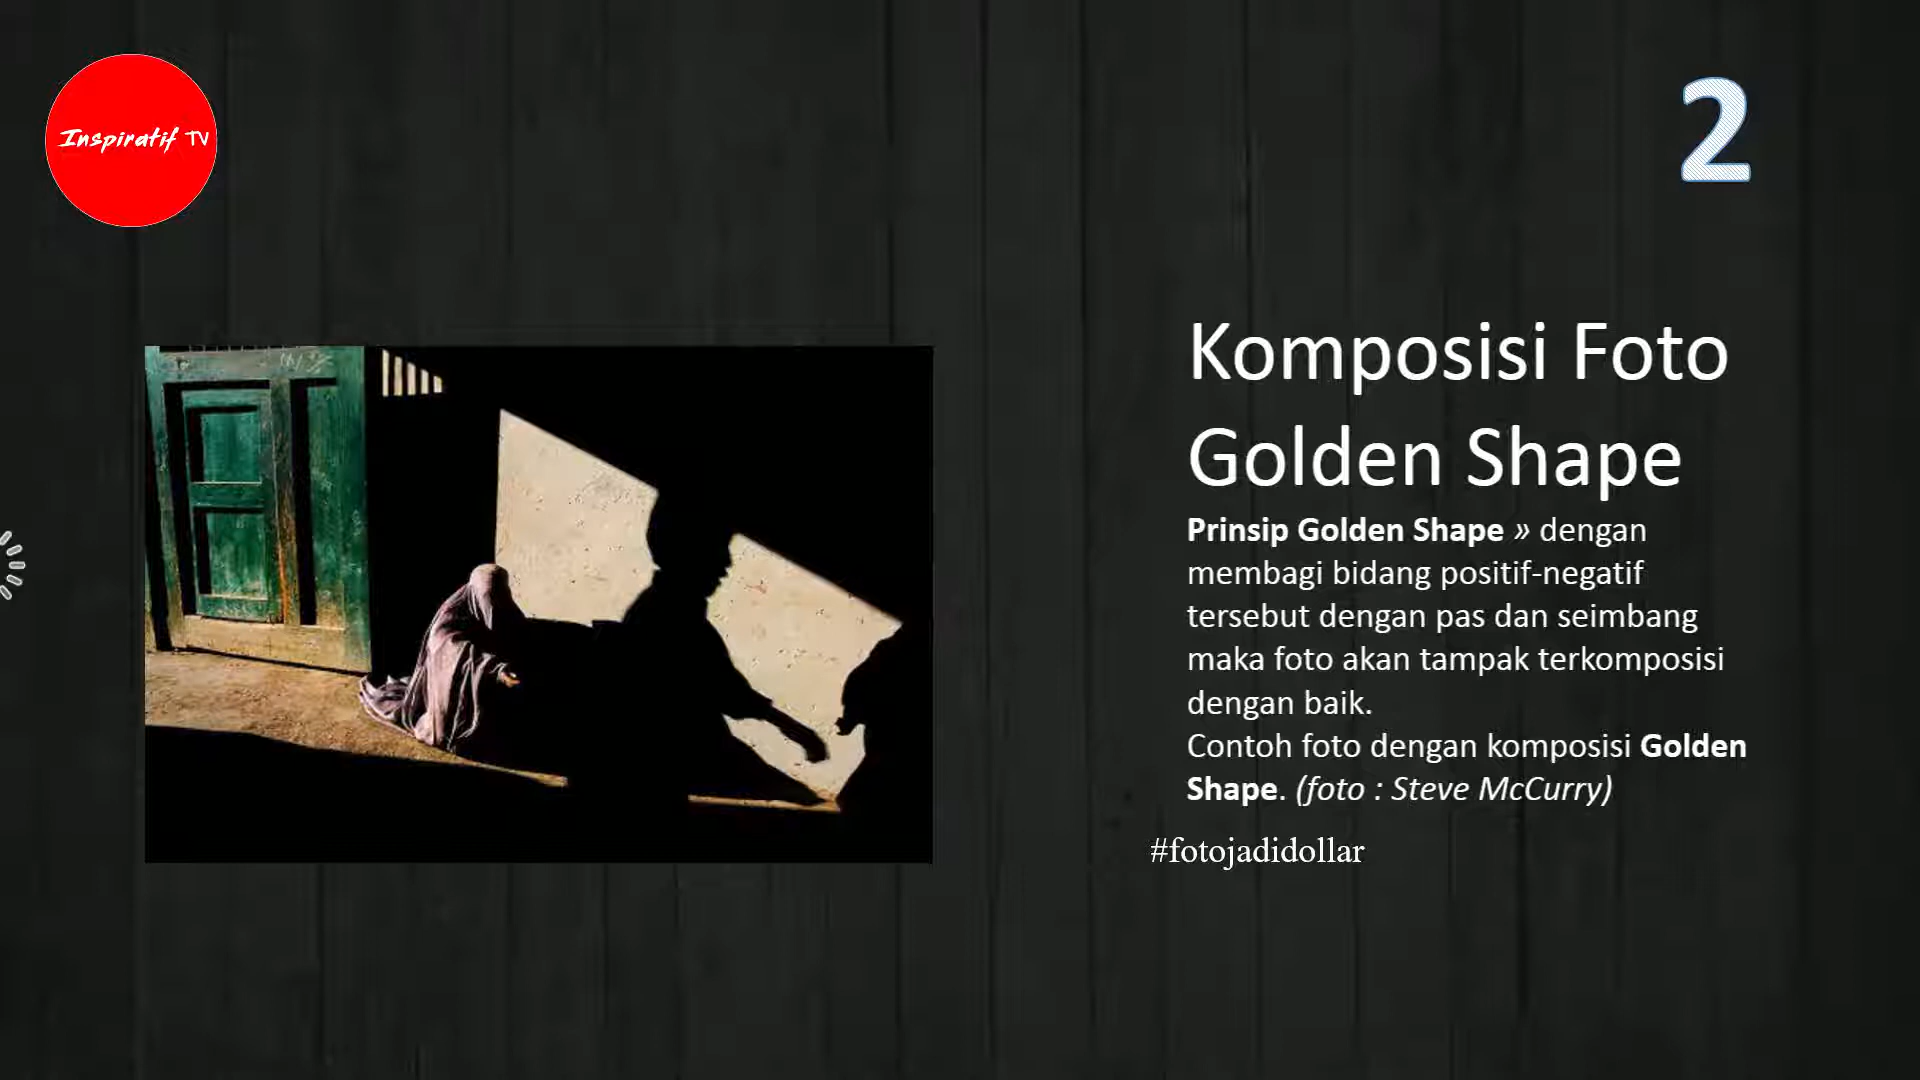 Inspiratif TV
2
Komposisi Foto
Golden Shape
Prinsip Golden Shape » dengan
membagi bidang positif-negatif
tersebut dengan pas dan seimbang
maka foto akan tampak terkomposisi
dengan baik.
Contoh foto dengan komposisi Golden
Shape. (foto : Steve McCurry)
#fotojadidollar